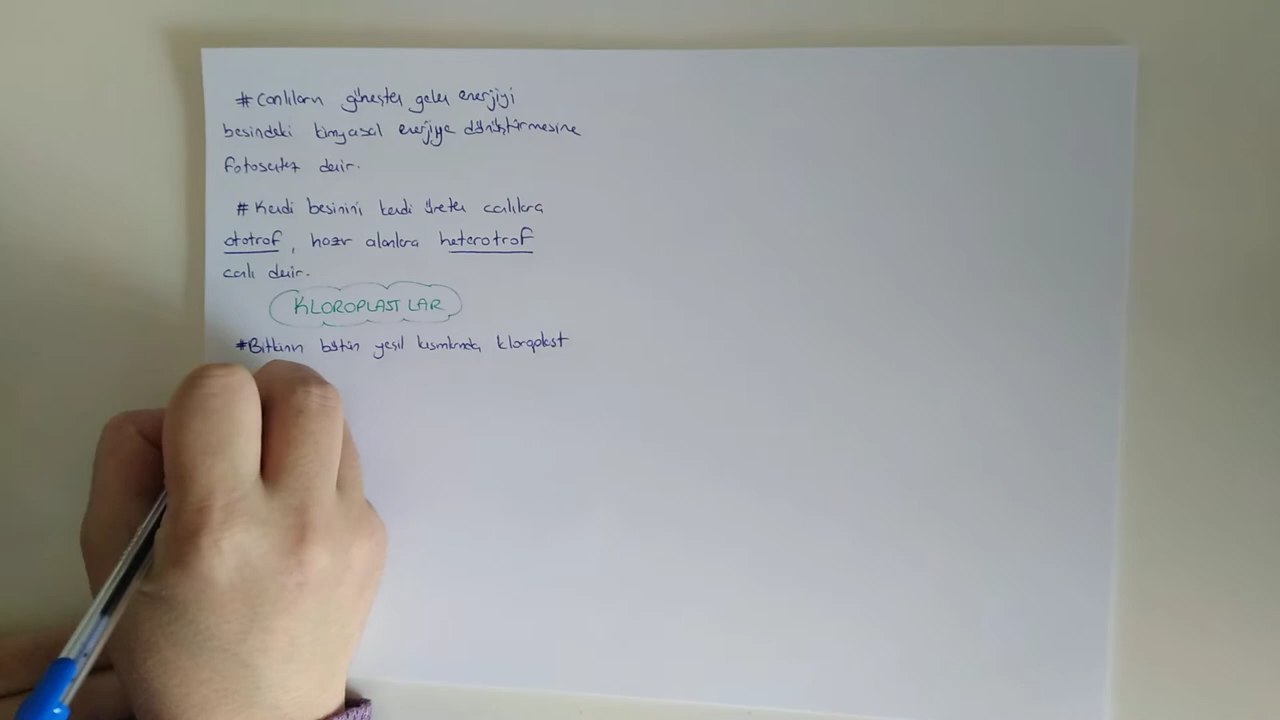 # Canlıların güneşten gelen enerjiyi
besindeki kimyasal enerjiye dönüştürmesine
fotosentez denir.
# Kendi besinini kendi üreten canlılara
ototrof, hazır alanlara heterotrof
canlı denir.
KLOROPLASTLAR
# Bitkinin bütün yeşil kısımlarında kloroplast